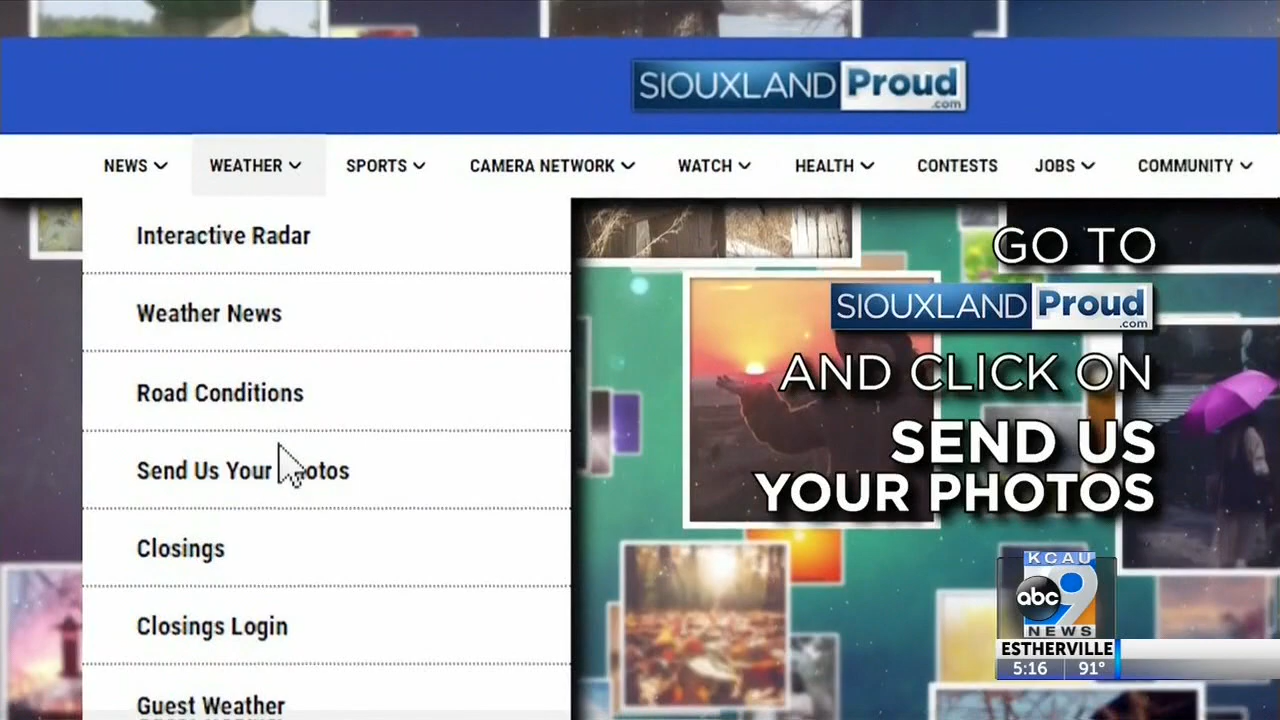 SIOUXLAND Proud
.com
NEWS WEATHER SPORTS CAMERA NETWORK WATCH HEALTH CONTESTS JOBS COMMUNITY
Interactive Radar
Weather News
Road Conditions
Send Us Your Photos
Closings
Closings Login
Guest Weather
GO TO
SIOUXLAND Proud
.com
AND CLICK ON
SEND US
YOUR PHOTOS
KCAU
abc 9
NEWS
ESTHERVILLE
5:16 91°